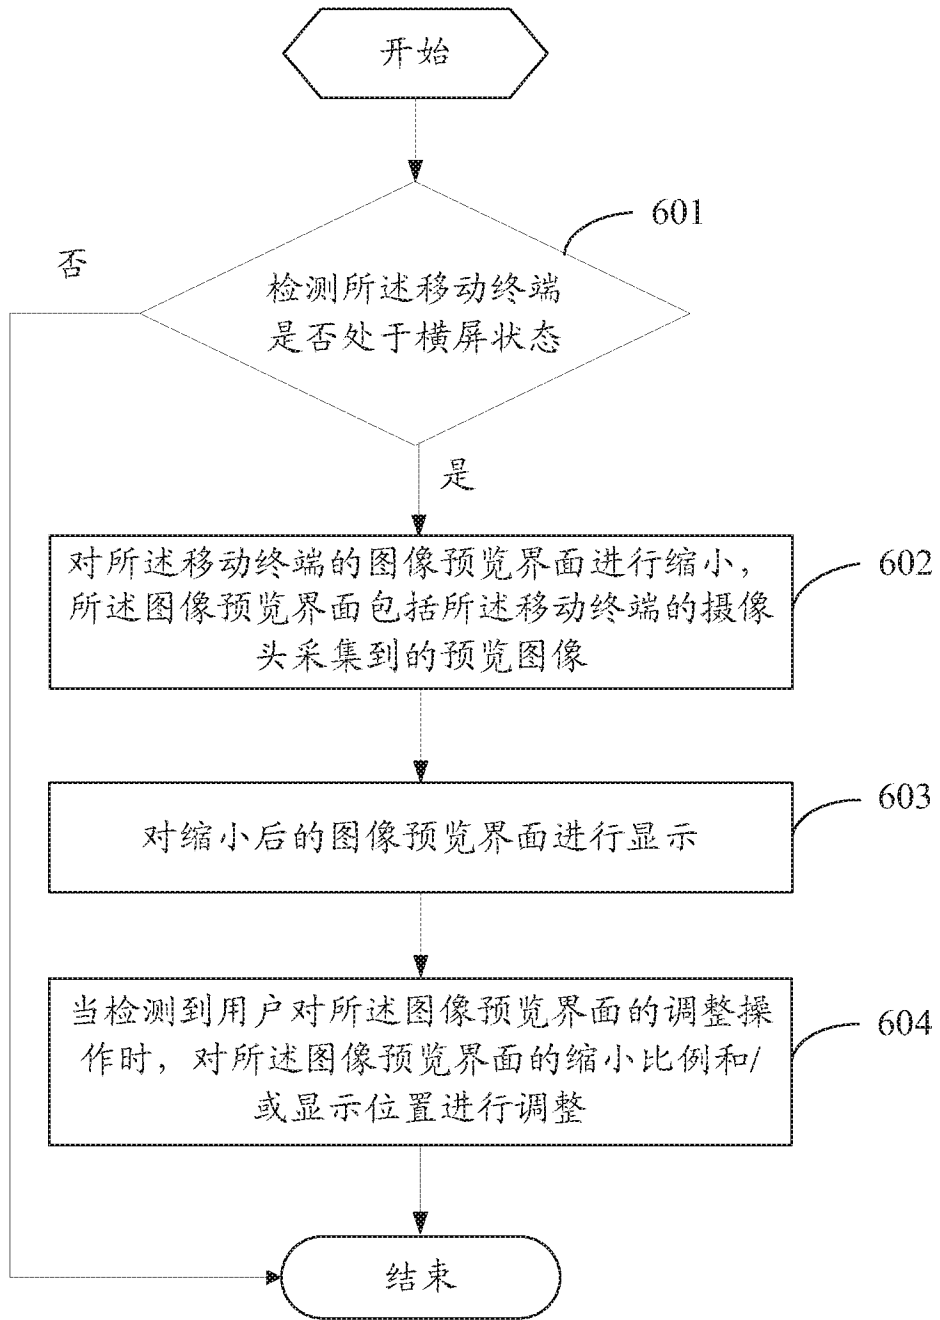 开始
601
否
检测所述移动终端
是否处于横屏状态
是
对所述移动终端的图像预览界面进行缩小，
所述图像预览界面包括所述移动终端的摄像
头采集到的预览图像
602
对缩小后的图像预览界面进行显示
603
当检测到用户对所述图像预览界面的调整操
作时，对所述图像预览界面的缩小比例和/
或显示位置进行调整
604
结束